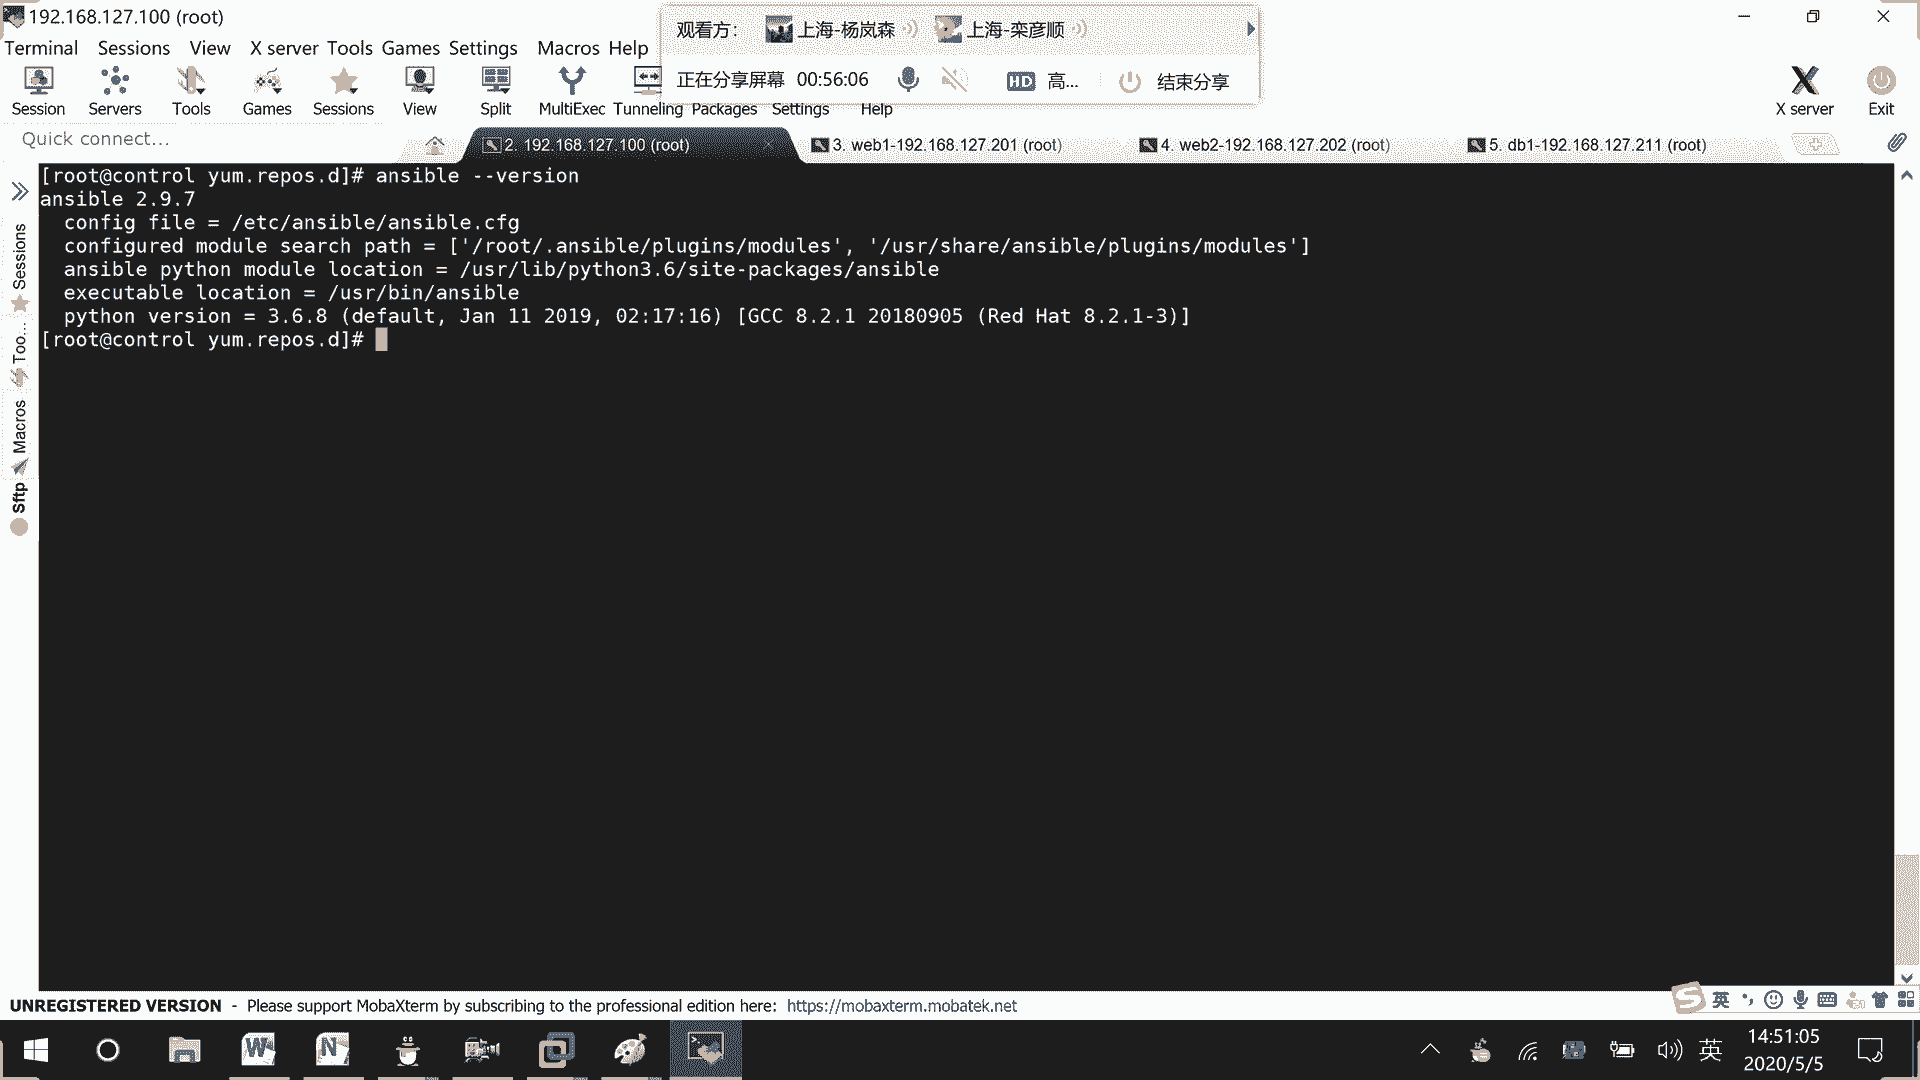 192.168.127.100 (root)
观看方： 上海-杨岚森 上海-栾彦顺
Terminal Sessions View X server Tools Games Settings Macros Help
正在分享屏幕 00:56:06 HD 高... 结束分享
Session Servers Tools Games Sessions View Split MultiExec Tunneling Packages Settings Help X server Exit
Quick connect...
2. 192.168.127.100 (root)
3. web1-192.168.127.201 (root)
4. web2-192.168.127.202 (root)
5. db1-192.168.127.211 (root)
Sessions
Too...
Macros
Sftp
[root@control yum.repos.d]# ansible --version
ansible 2.9.7
config file = /etc/ansible/ansible.cfg
configured module search path = ['/root/.ansible/plugins/modules', '/usr/share/ansible/plugins/modules']
ansible python module location = /usr/lib/python3.6/site-packages/ansible
executable location = /usr/bin/ansible
python version = 3.6.8 (default, Jan 11 2019, 02:17:16) [GCC 8.2.1 20180905 (Red Hat 8.2.1-3)]
[root@control yum.repos.d]#
UNREGISTERED VERSION - Please support MobaXterm by subscribing to the professional edition here: https://mobaxterm.mobatek.net
英
英
14:51:05
2020/5/5